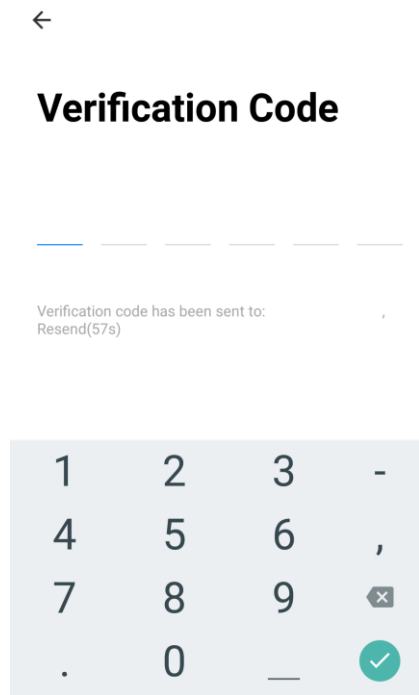 Verification Code
Verification code has been sent to: ,
Resend(57s)
1 2 3 -
4 5 6 ,
7 8 9
. 0 _